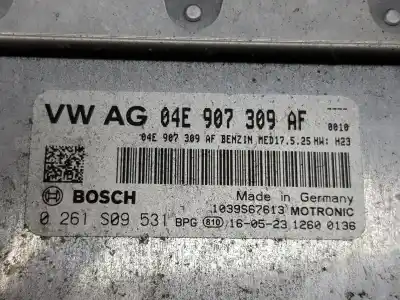 VW AG 04E 907 309 AF 0010
04E 907 309 AF BENZIN MED17.5.25 HW: H23
BOSCH
Made in Germany
1039S67613 MOTRONIC
0 261 S09 531 BPG 610 16-05-23 1260 0136